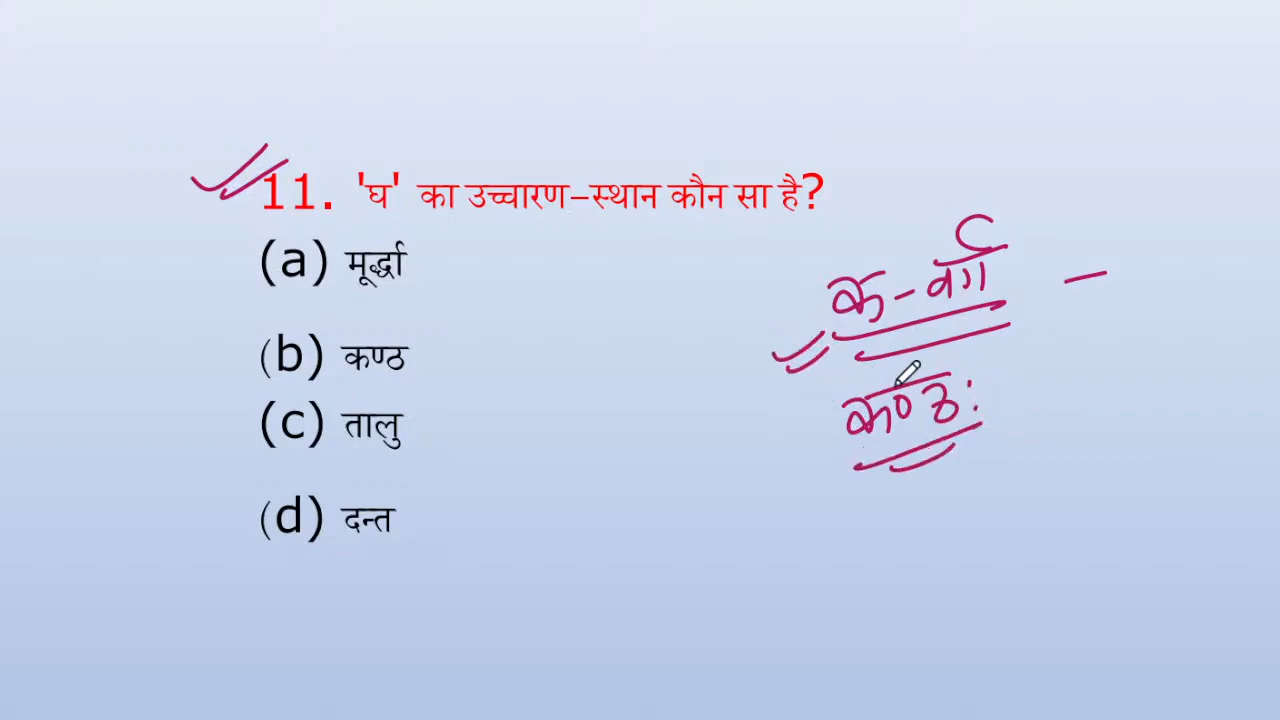 11. 'घ' का उच्चारण-स्थान कौन सा है?
(a) मूर्द्धा
(b) कण्ठ
(c) तालु
(d) दन्त
क - वर्ग -
कण्ठ: